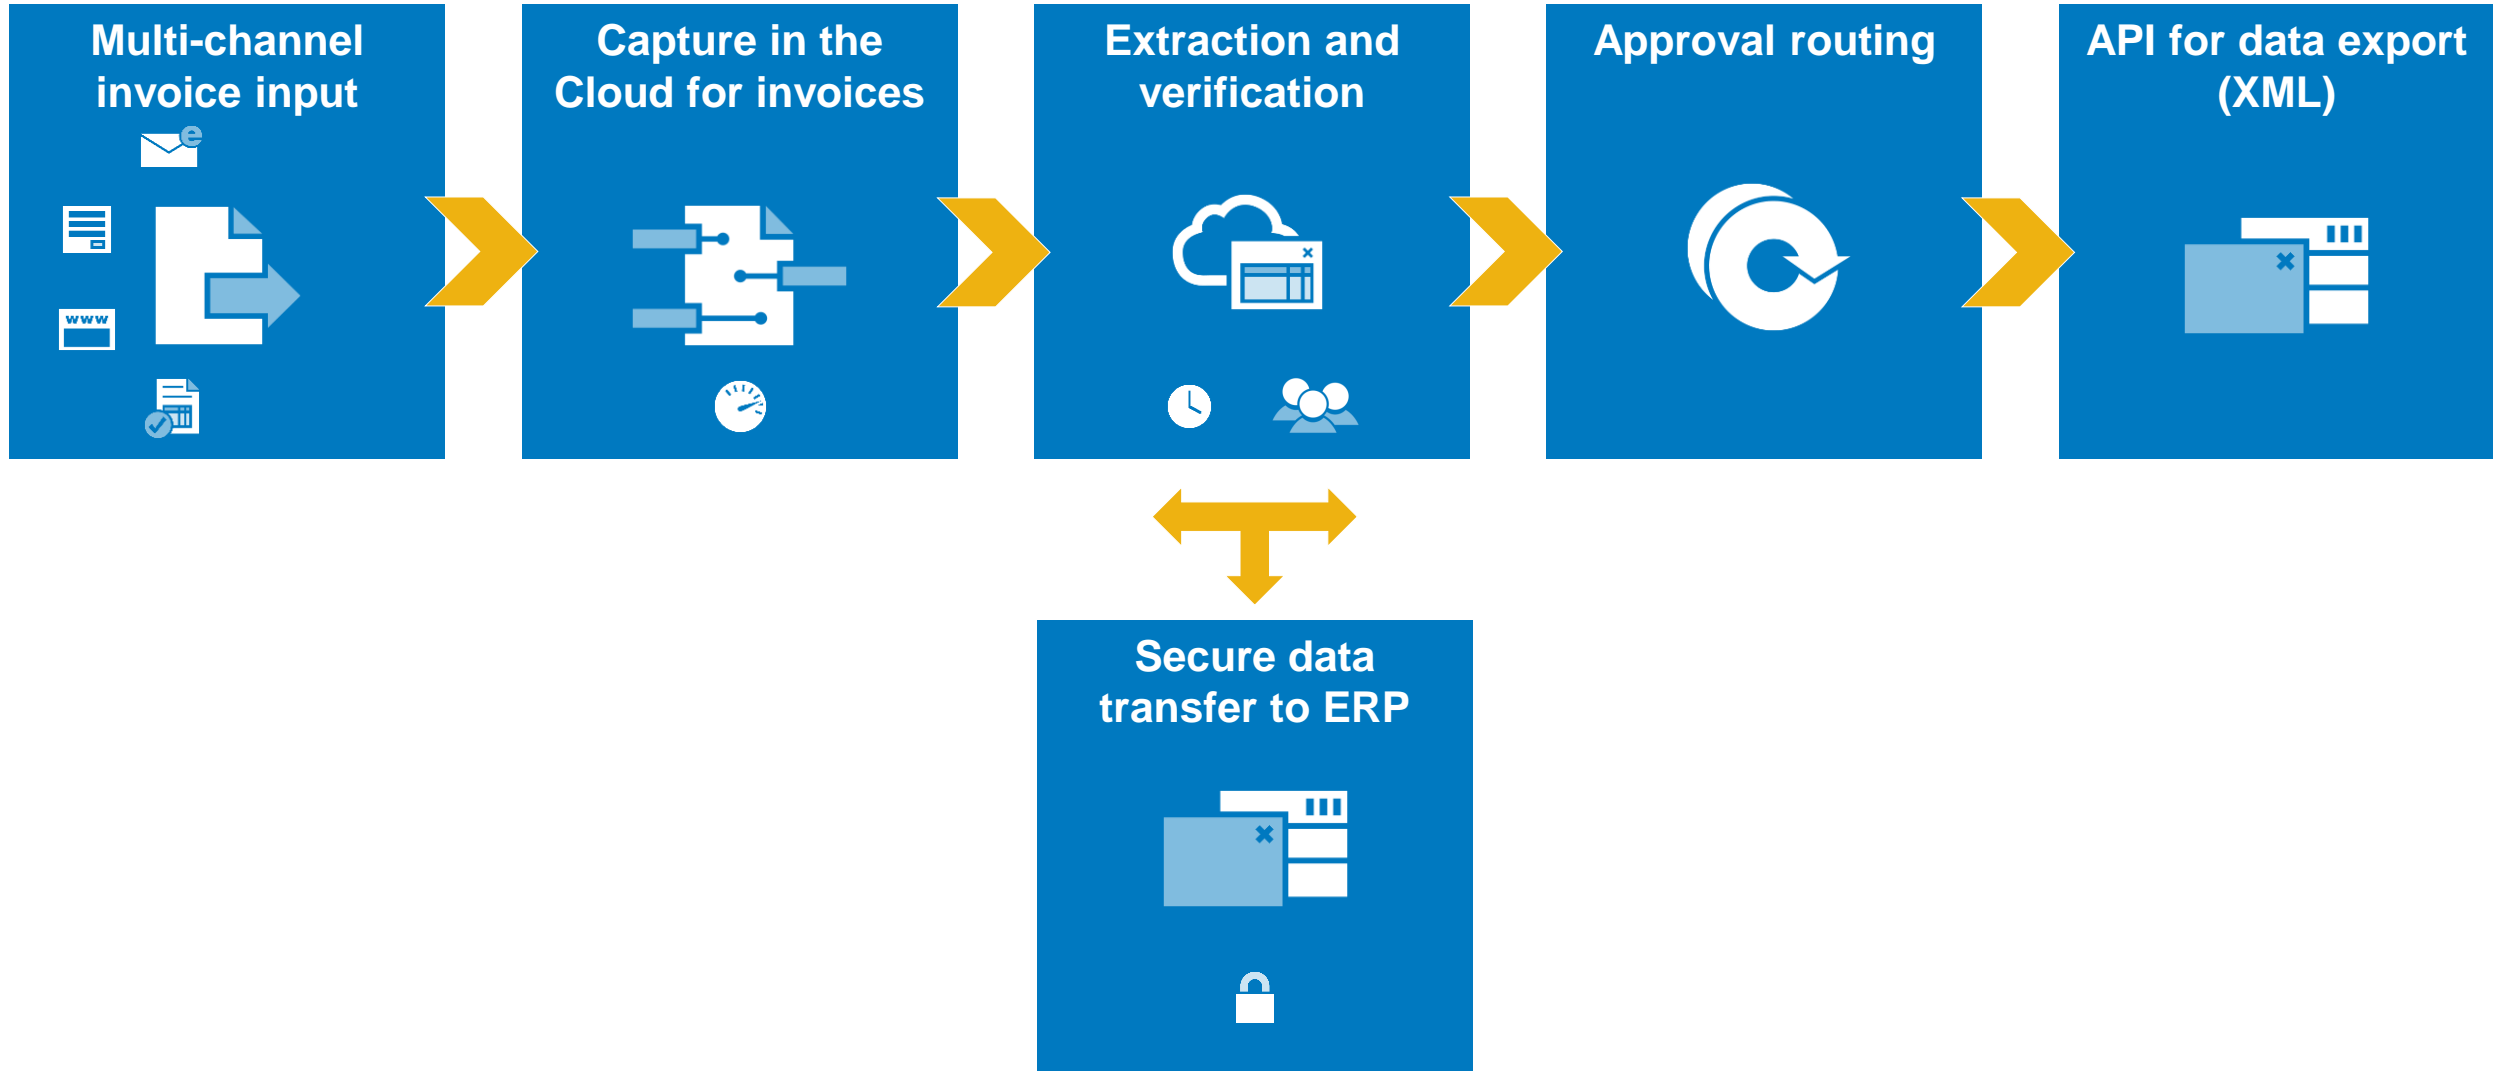 Multi-channel
invoice input
e
www
Capture in the
Cloud for invoices
Extraction and
verification
Approval routing
API for data export
(XML)
Secure data
transfer to ERP